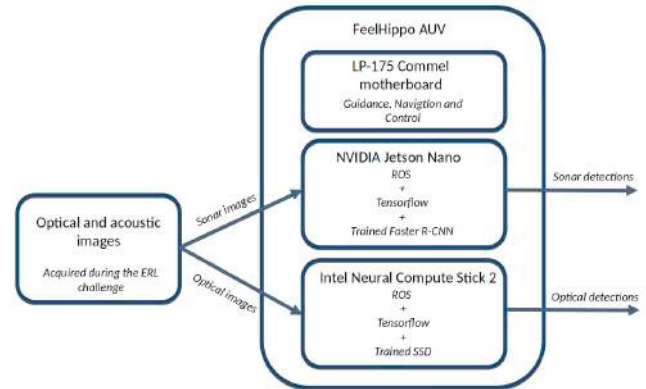 FeelHippo AUV
LP-175 Commel
motherboard
Guidance, Navigtion and
Control
NVIDIA Jetson Nano
ROS
+
Tensorflow
+
Trained Faster R-CNN
Sonar detections
Sonar images
Optical and acoustic
images
Acquired during the ERL
challenge
Optical images
Intel Neural Compute Stick 2
ROS
+
Tensorflow
+
Trained SSD
Optical detections